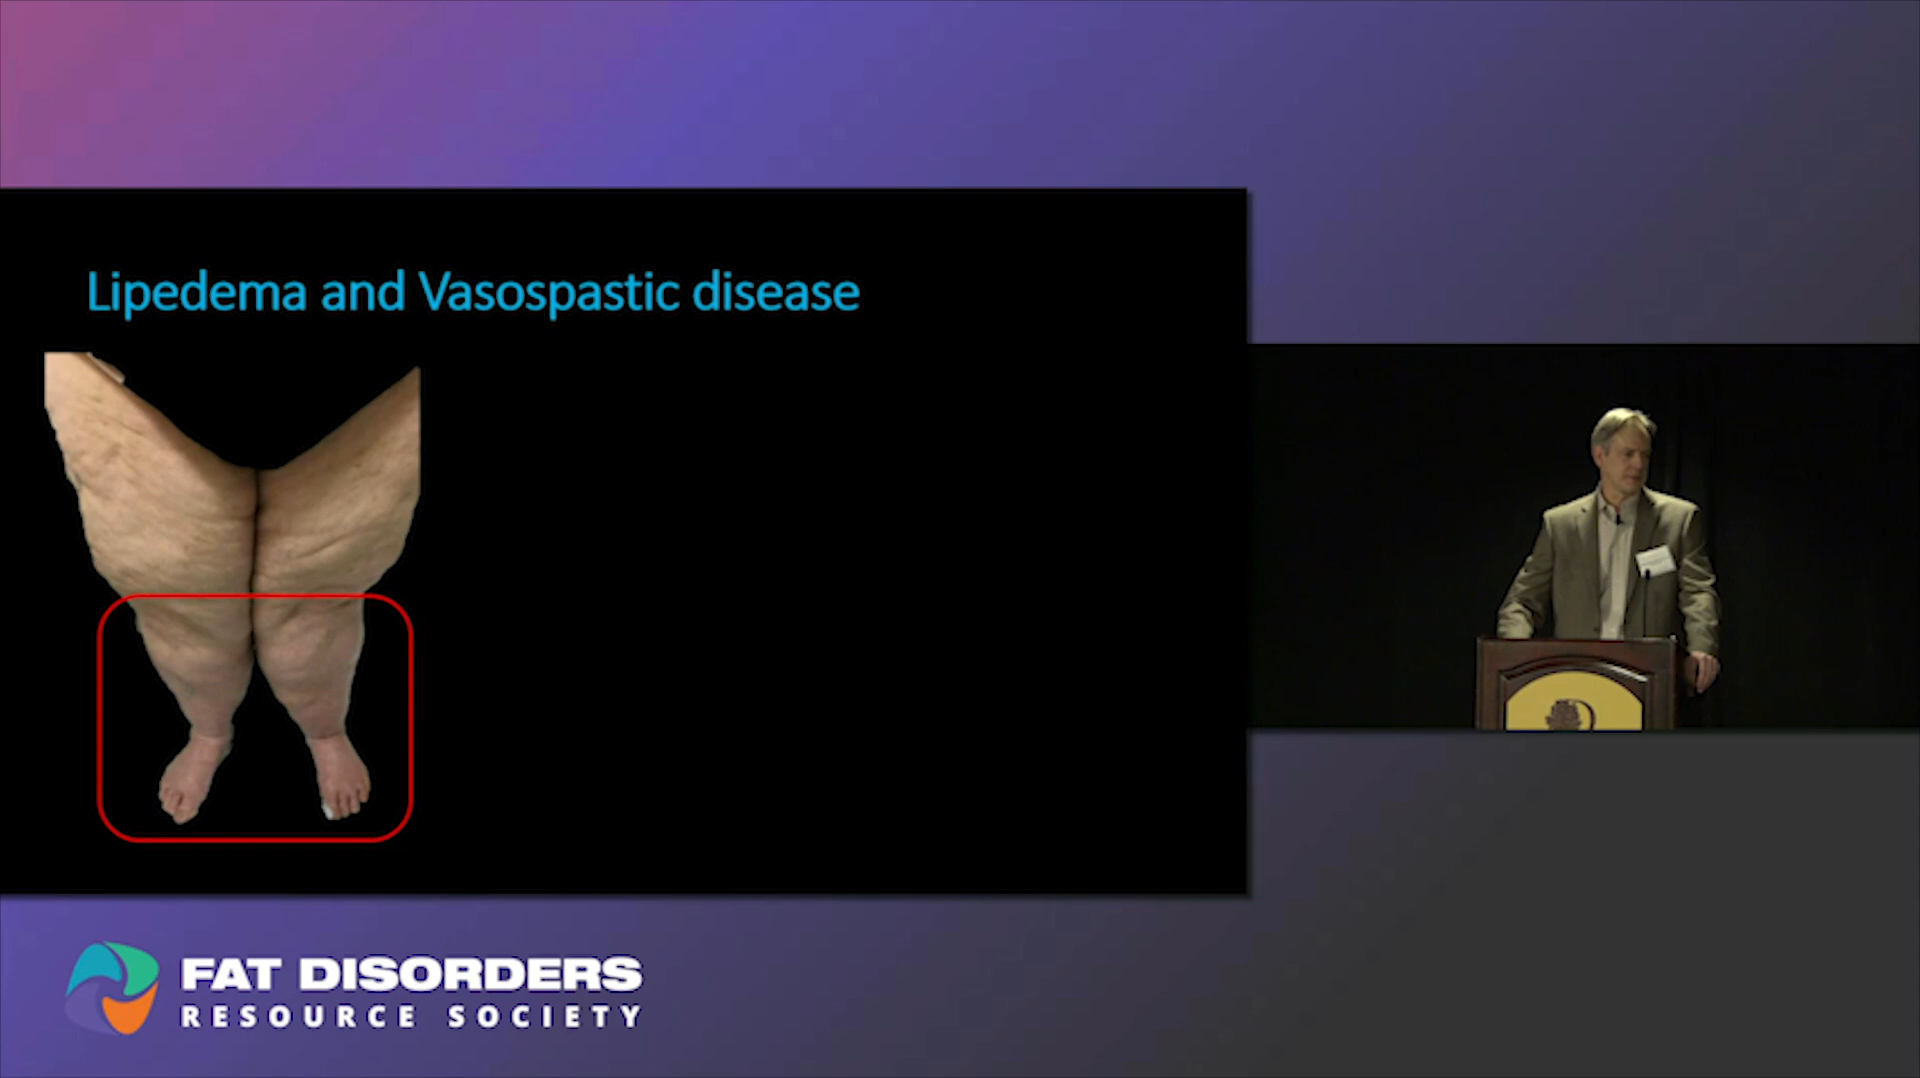 Lipedema and Vasospastic disease
FAT DISORDERS
RESOURCE SOCIETY